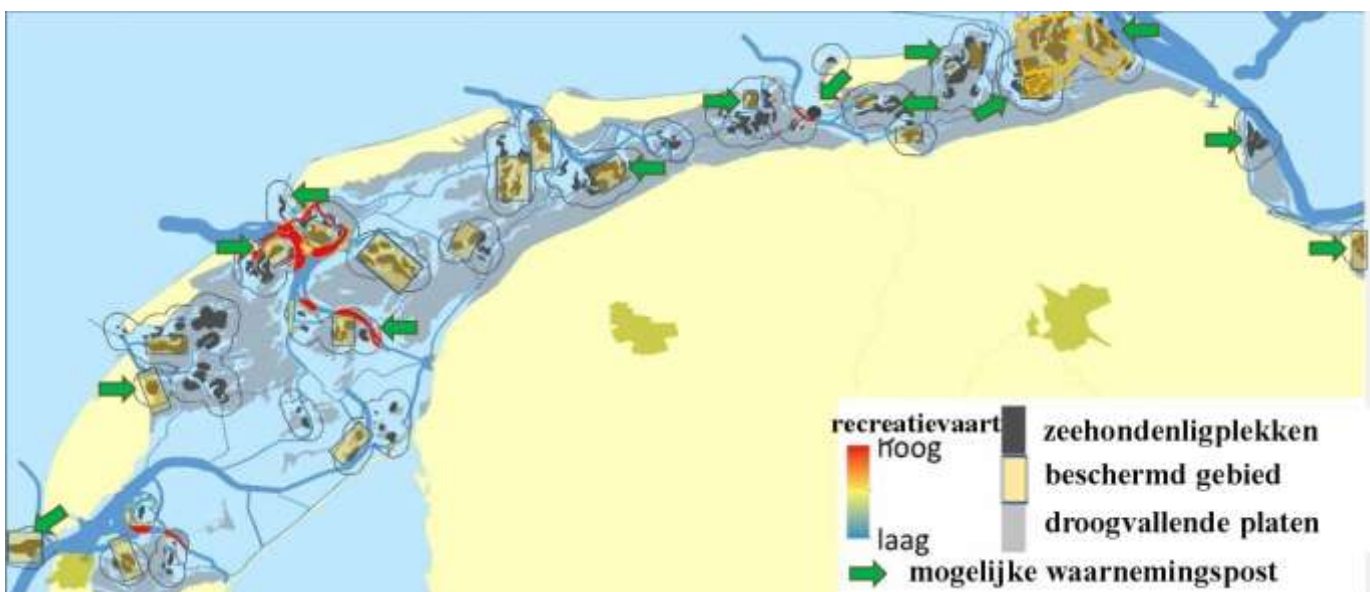 recreatievaart
hoog
laag
zeehondenligplekken
beschermd gebied
droogvallende platen
mogelijke waarnemingspost